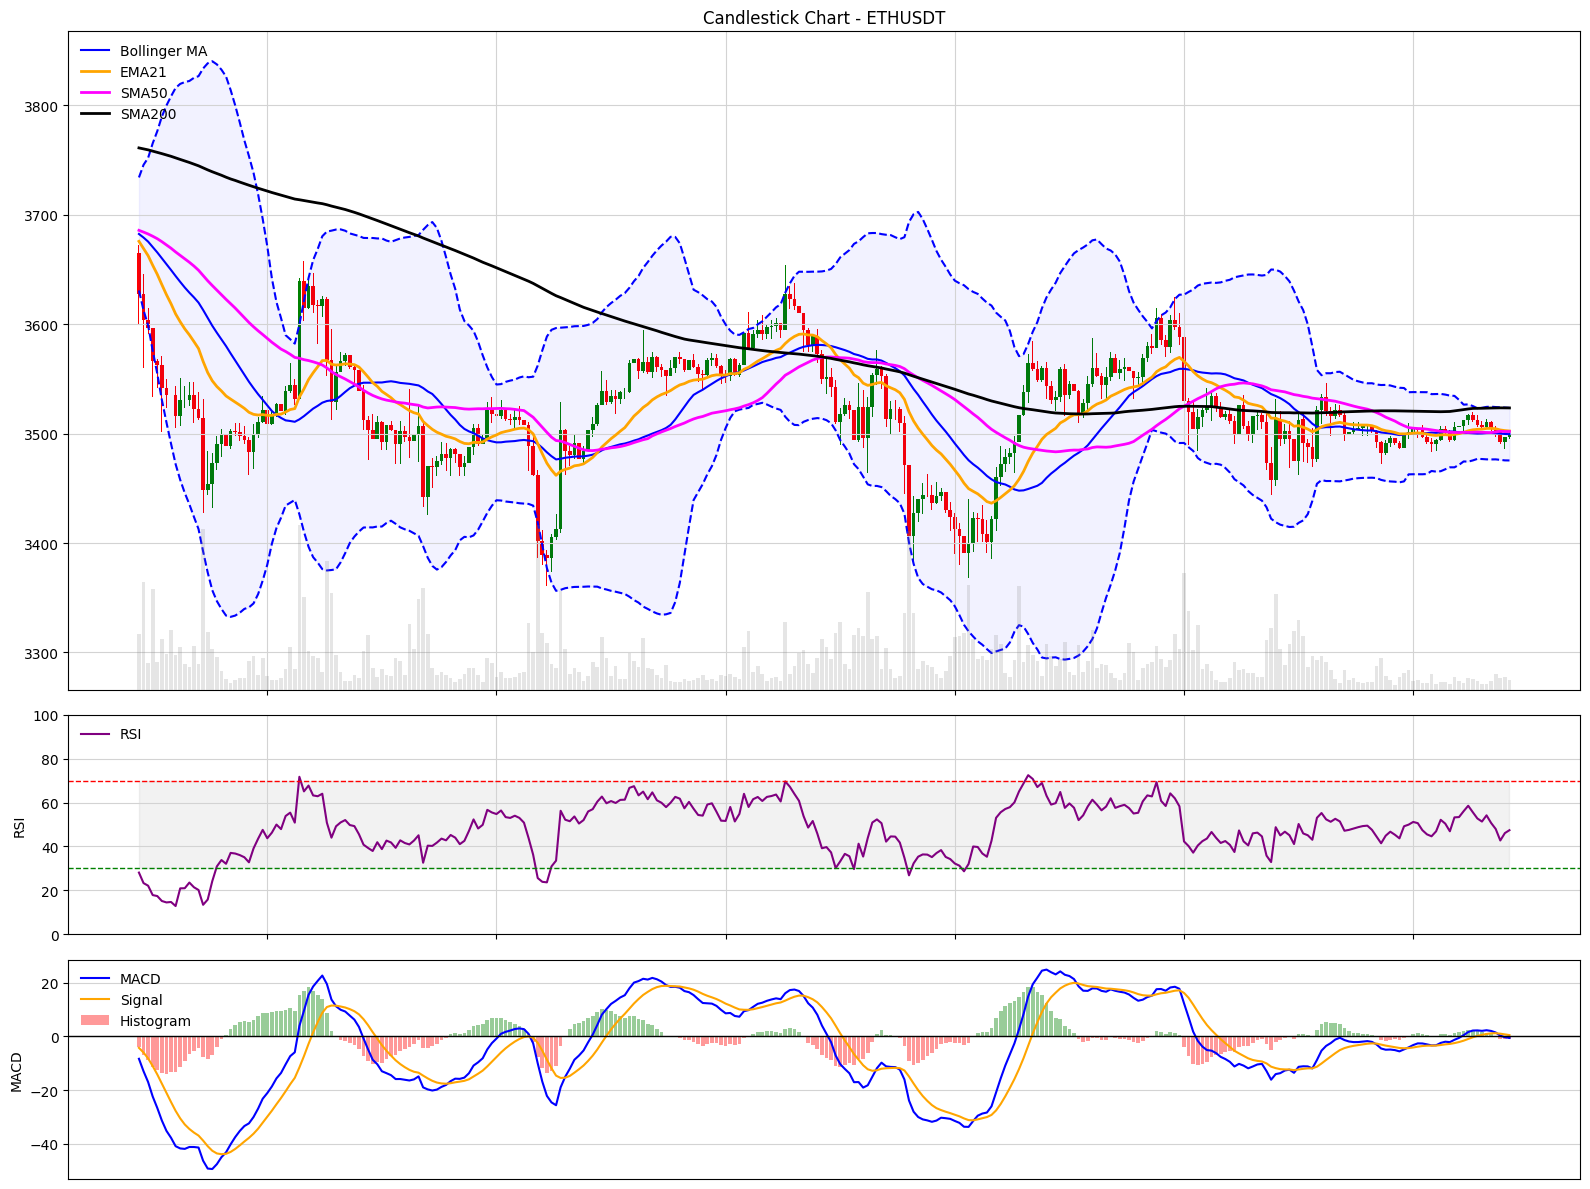 Candlestick Chart - ETHUSDT
Bollinger MA
EMA21
SMA50
SMA200
3800
3700
3600
3500
3400
3300
RSI
100
80
60
40
20
0
RSI
MACD
Signal
Histogram
20
0
−20
−40
MACD